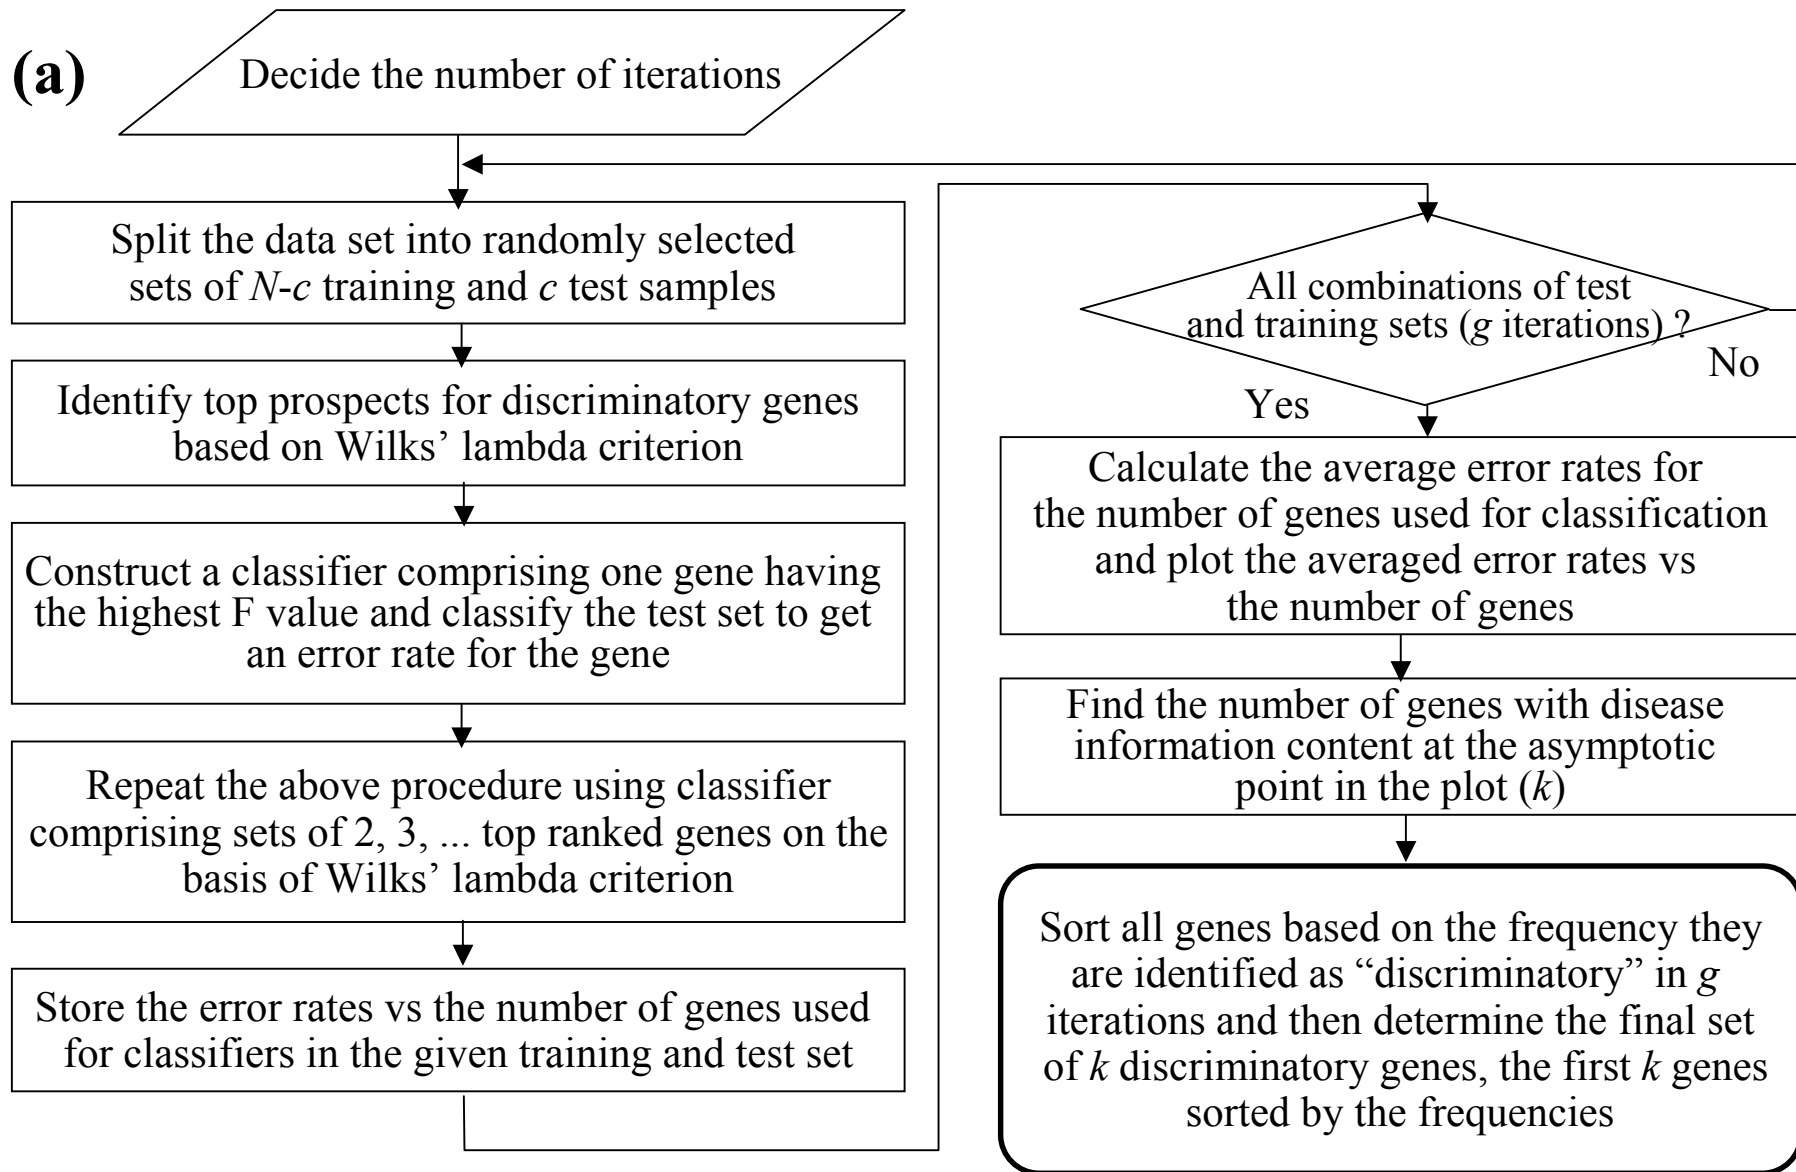 (a)
Decide the number of iterations
Split the data set into randomly selected
sets of N-c training and c test samples
Identify top prospects for discriminatory genes
based on Wilks’ lambda criterion
Construct a classifier comprising one gene having
the highest F value and classify the test set to get
an error rate for the gene
Repeat the above procedure using classifier
comprising sets of 2, 3, ... top ranked genes on the
basis of Wilks’ lambda criterion
Store the error rates vs the number of genes used
for classifiers in the given training and test set
All combinations of test
and training sets (g iterations) ?
No
Yes
Calculate the average error rates for
the number of genes used for classification
and plot the averaged error rates vs
the number of genes
Find the number of genes with disease
information content at the asymptotic
point in the plot (k)
Sort all genes based on the frequency they
are identified as “discriminatory” in g
iterations and then determine the final set
of k discriminatory genes, the first k genes
sorted by the frequencies